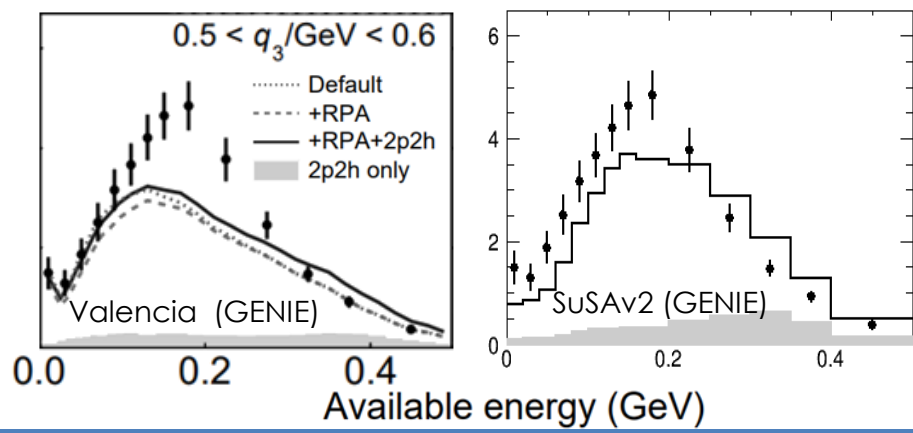 0.5 < q3/GeV < 0.6
Default
+RPA
+RPA+2p2h
2p2h only
Valencia (GENIE)
0.0
0.2
0.4
6
4
2
0
SuSAv2 (GENIE)
0
0.2
0.4
Available energy (GeV)